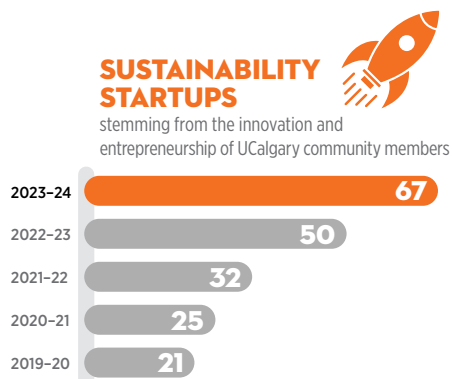 SUSTAINABILITY
STARTUPS
stemming from the innovation and
entrepreneurship of UCalgary community members
2023–24 67
2022–23 50
2021–22 32
2020–21 25
2019–20 21